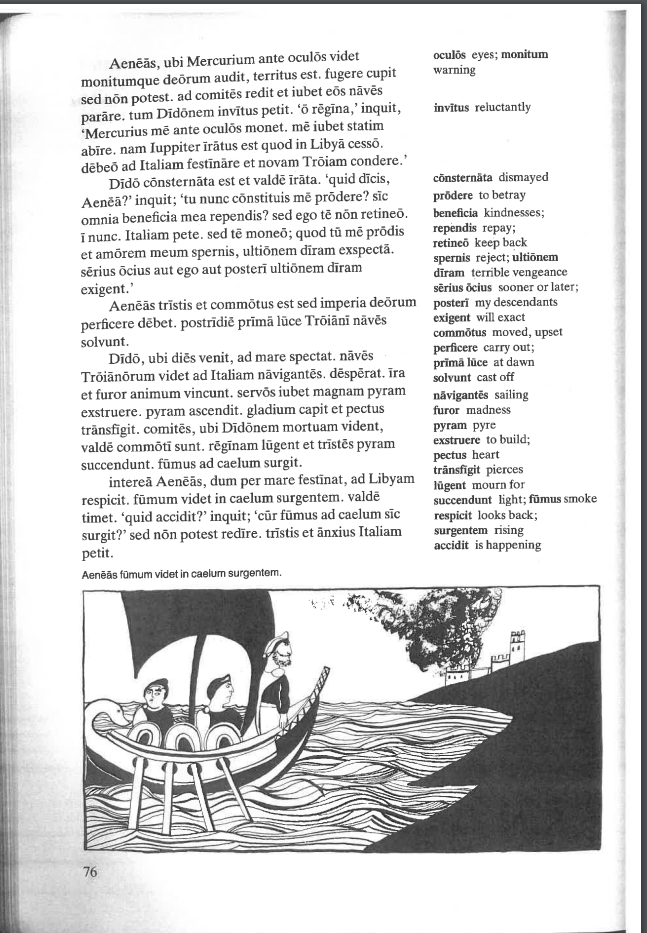 Aenēās, ubi Mercurium ante oculōs videt
monitumque deōrum audit, territus est. fugere cupit
sed nōn potest. ad comitēs redit et iubet eōs nāvēs
parāre. tum Dīdōnem invītus petit. 'ō rēgīna,' inquit,
'Mercurius mē ante oculōs monet. mē iubet statim
abīre. nam Iuppiter īrātus est quod in Libyā cessō.
dēbeō ad Italiam festīnāre et novam Trōiam condere.'
Dīdō cōnsternāta est et valdē īrāta. 'quid dīcis,
Aenēā?' inquit; 'tu nunc cōnstituis mē prōdere? sīc
omnia beneficia mea rependis? sed ego tē nōn retineō.
ī nunc. Italiam pete. sed tē moneō; quod tū mē prōdis
et amōrem meum spernis, ultiōnem dīram exspectā.
sērius ōcius aut ego aut posterī ultiōnem dīram
exigent.'
Aenēās trīstis et commōtus est sed imperia deōrum
perficere dēbet. postrīdiē prīmā lūce Trōiānī nāvēs
solvunt.
Dīdō, ubi diēs venit, ad mare spectat. nāvēs
Trōiānōrum videt ad Italiam nāvigantēs. dēspērat. īra
et furor animum vincunt. servōs iubet magnam pyram
exstruere. pyram ascendit. gladium capit et pectus
trānsfīgit. comitēs, ubi Dīdōnem mortuam vident,
valdē commōtī sunt. rēgīnam lūgent et trīstēs pyram
succendunt. fūmus ad caelum surgit.
intereā Aenēās, dum per mare festīnat, ad Libyam
respicit. fūmum videt in caelum surgentem. valdē
timet. 'quid accidit?' inquit; 'cūr fūmus ad caelum sīc
surgit?' sed nōn potest redīre. trīstis et ānxius Italiam
petit.
oculōs eyes; monitum
warning
invītus reluctantly
cōnsternāta dismayed
prōdere to betray
beneficia kindnesses;
rependis repay;
retineō keep back
spernis reject; ultiōnem
dīram terrible vengeance
sērius ōcius sooner or later;
posterī my descendants
exigent will exact
commōtus moved, upset
perficere carry out;
prīmā lūce at dawn
solvunt cast off
nāvigantēs sailing
furor madness
pyram pyre
exstruere to build;
pectus heart
trānsfīgit pierces
lūgent mourn for
succendunt light; fūmus smoke
respicit looks back;
surgentem rising
accidit is happening
Aenēās fūmum videt in caelum surgentem.
76